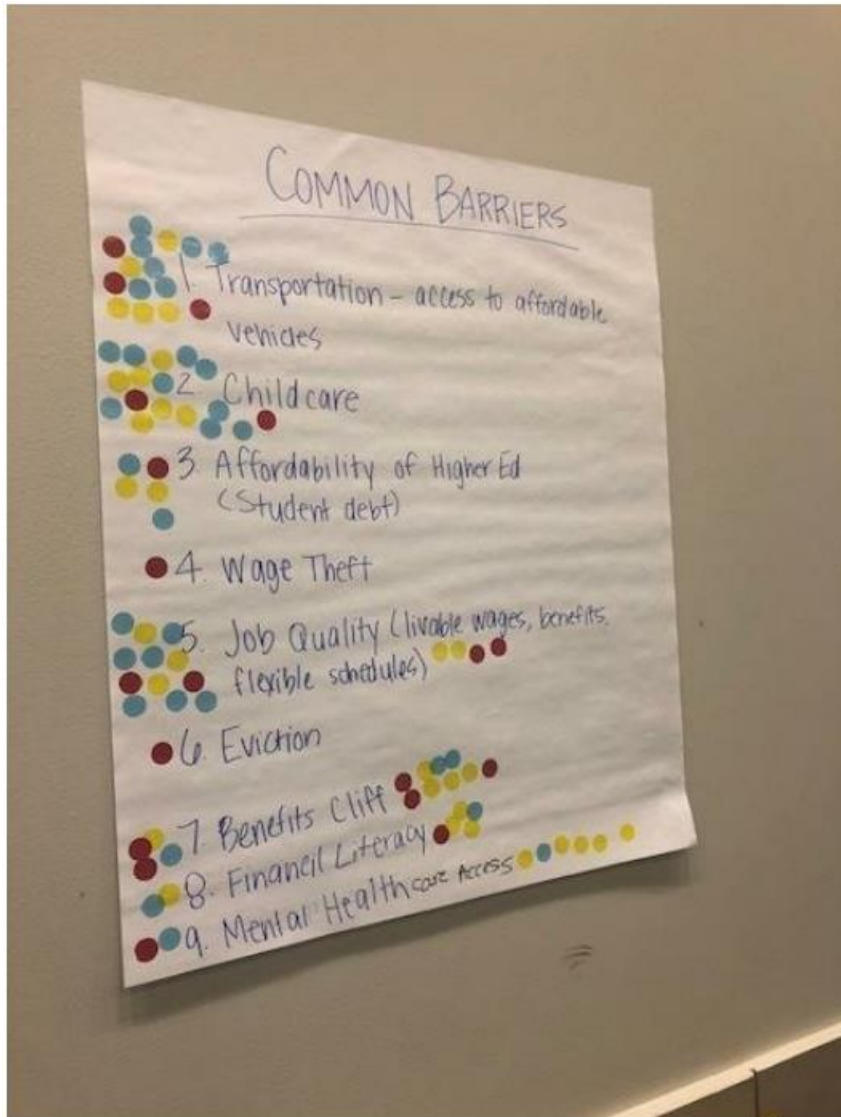 COMMON BARRIERS
1. Transportation - access to affordable
vehicles
2 Childcare
3. Affordability of Higher Ed
(Student debt)
4. Wage Theft
5. Job Quality (livable wages, benefits,
flexible schedules)
6. Eviction
7. Benefits Cliff
8. Financil Literacy
9. Mental Health care Access